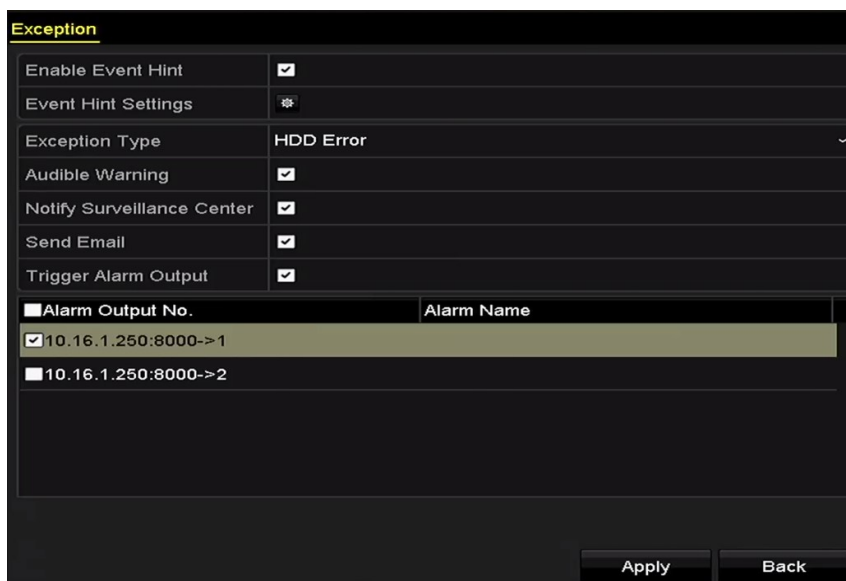 Exception
Enable Event Hint
Event Hint Settings
Exception Type HDD Error
Audible Warning
Notify Surveillance Center
Send Email
Trigger Alarm Output
Alarm Output No. Alarm Name
10.16.1.250:8000->1
10.16.1.250:8000->2
Apply Back